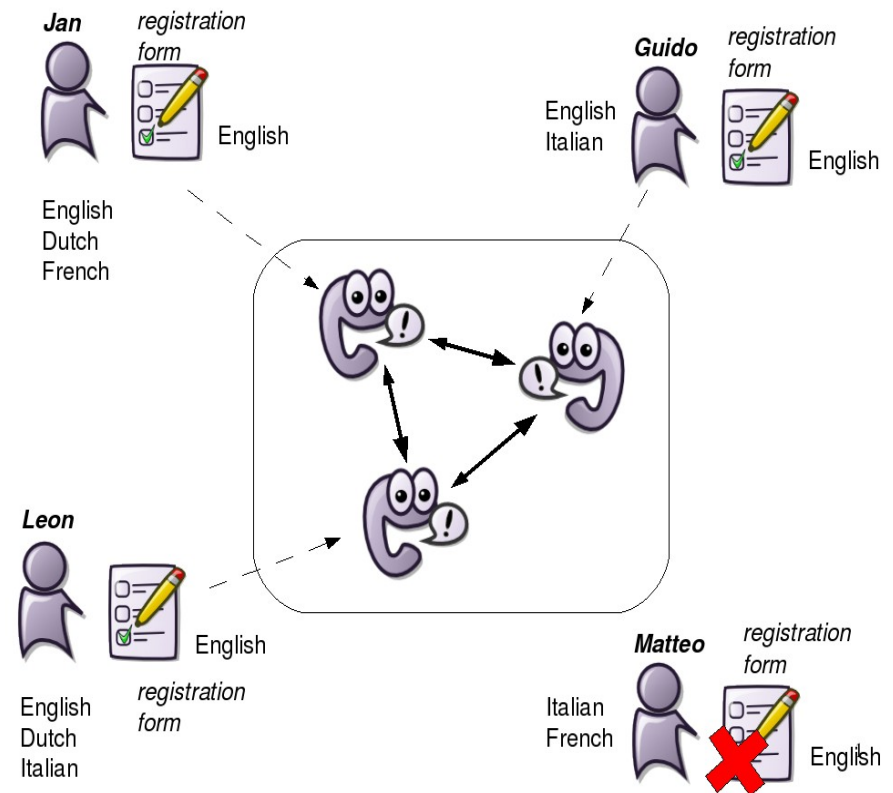 Jan
registration
form
English
English
Dutch
French
Guido
registration
form
English
Italian
English
!
!
!
Leon
English
registration
form
English
Dutch
Italian
Matteo
registration
form
Italian
French
English